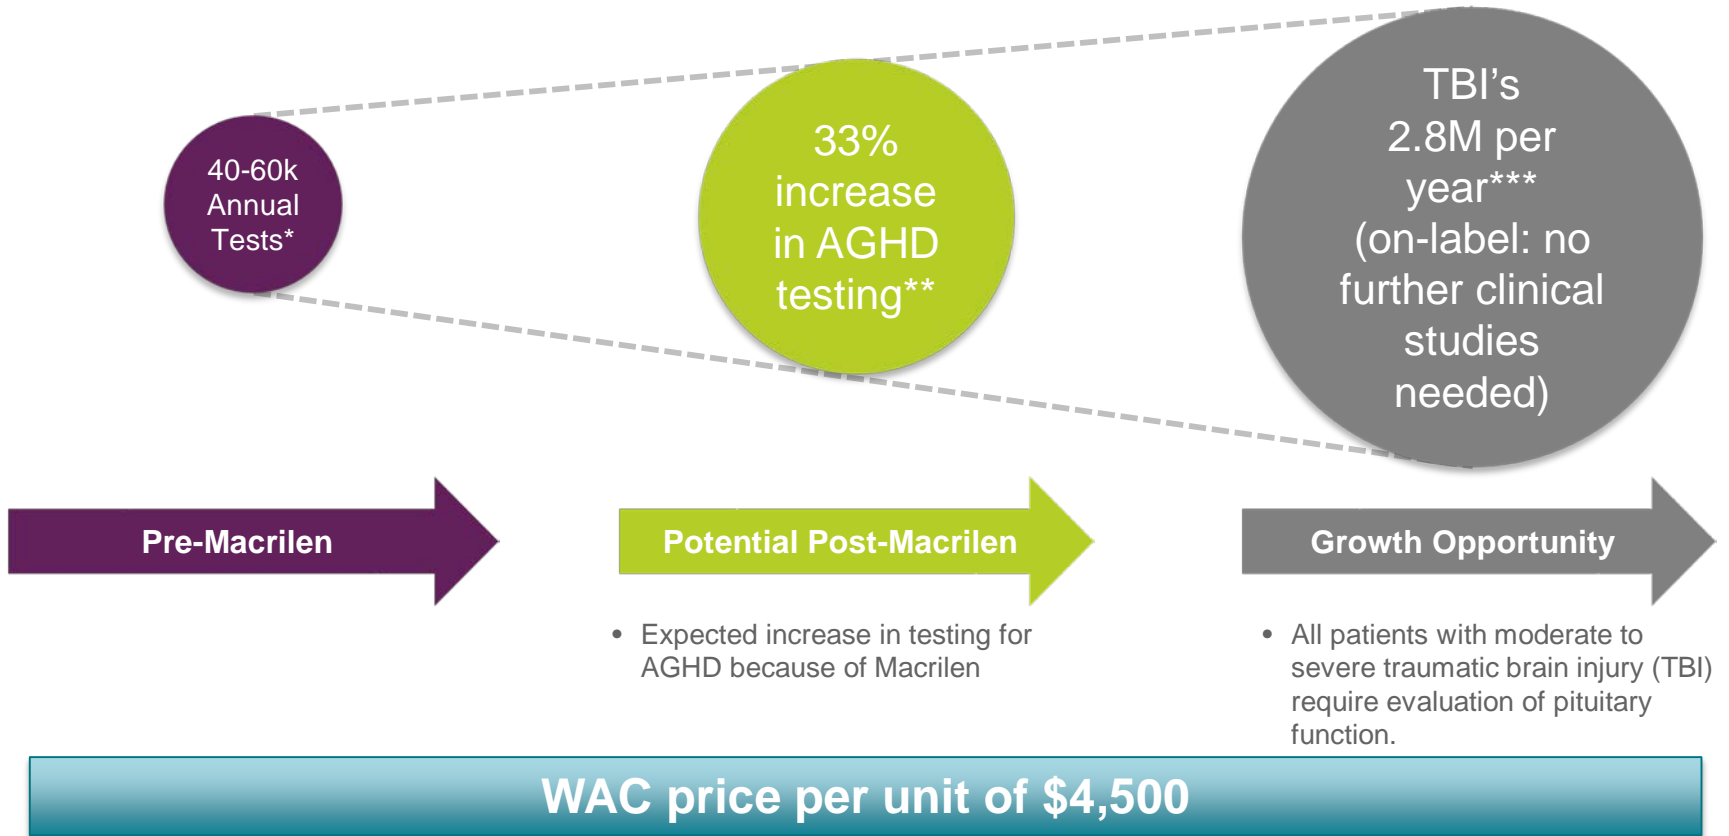 40-60k
Annual
Tests*
33%
increase
in AGHD
testing**
TBI's
2.8M per
year***
(on-label: no
further clinical
studies
needed)
Pre-Macrilen
Potential Post-Macrilen
Growth Opportunity
• Expected increase in testing for
AGHD because of Macrilen
• All patients with moderate to
severe traumatic brain injury (TBI)
require evaluation of pituitary
function.
WAC price per unit of $4,500